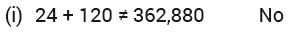 (i) 24 + 120 ≠ 362,880 No